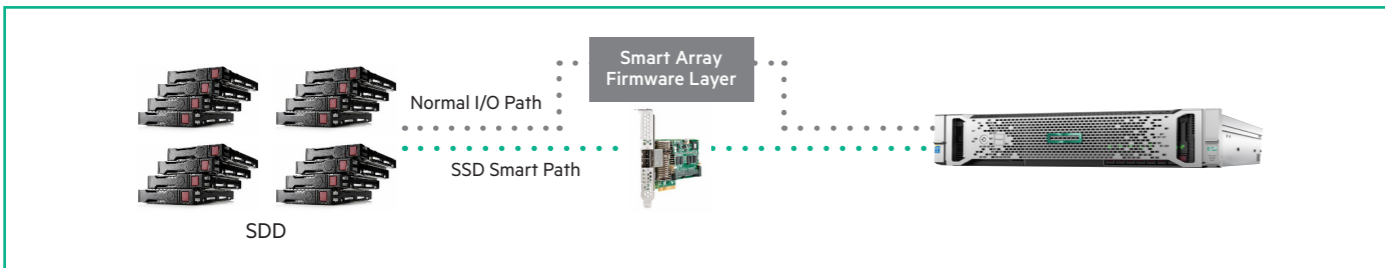 Smart Array
Firmware Layer
Normal I/O Path
SSD Smart Path
SDD